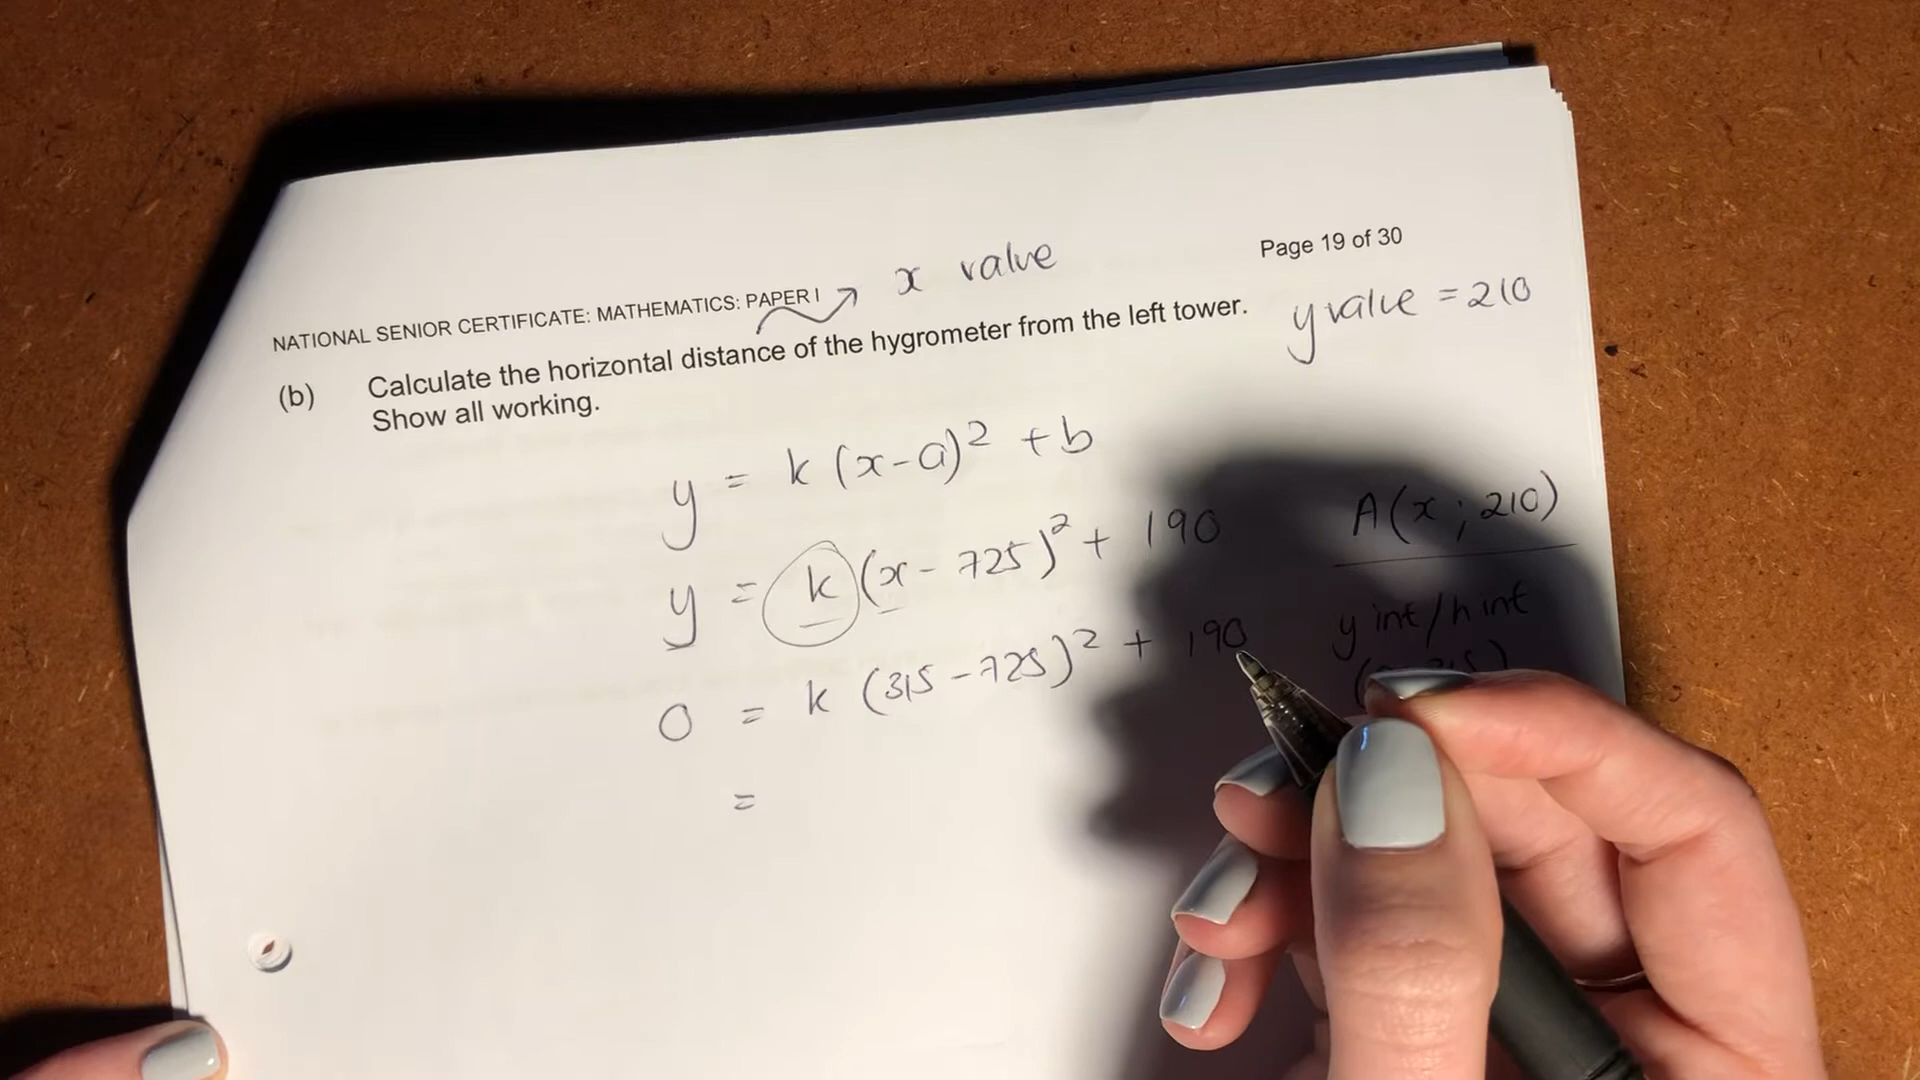 Page 19 of 30
NATIONAL SENIOR CERTIFICATE: MATHEMATICS: PAPER I
x value
(b) Calculate the horizontal distance of the hygrometer from the left tower.
Show all working.
y value = 210
y = k (x-a)² + b
y = k (x - 725)² + 190
0 = k (315 - 725)² + 190
=
A(x ; 210)
y int/h int